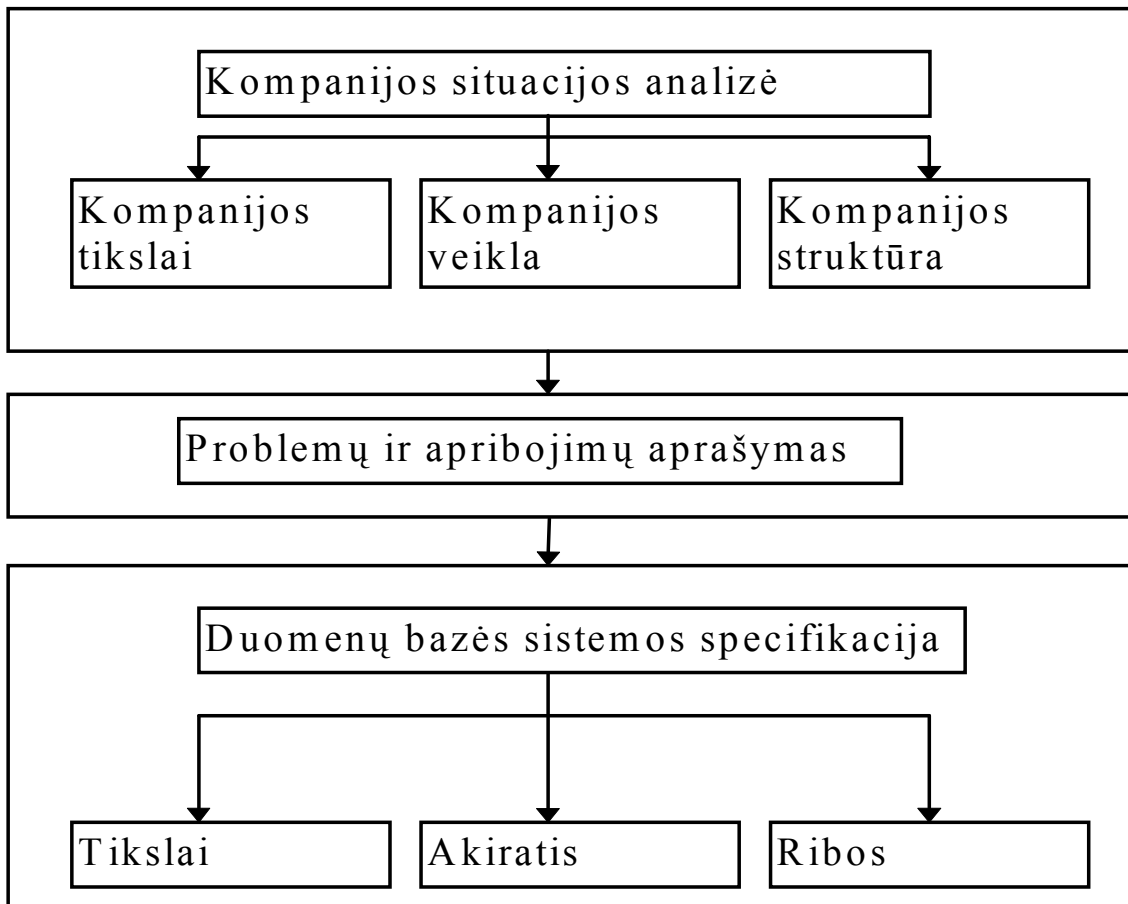 Kompanijos situacijos analizė
Kompanijos
tikslai
Kompanijos
veikla
Kompanijos
struktūra
Problemų ir apribojimų aprašymas
Duomenų bazės sistemos specifikacija
Tikslai
Akiratis
Ribos